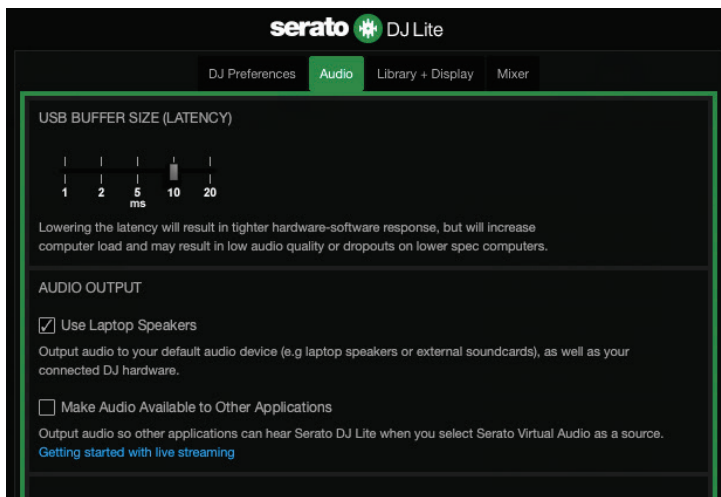 serato DJ Lite
DJ Preferences Audio Library + Display Mixer
USB BUFFER SIZE (LATENCY)
1 2 5 10 20
ms
Lowering the latency will result in tighter hardware-software response, but will increase
computer load and may result in low audio quality or dropouts on lower spec computers.
AUDIO OUTPUT
Use Laptop Speakers
Output audio to your default audio device (e.g laptop speakers or external soundcards), as well as your
connected DJ hardware.
Make Audio Available to Other Applications
Output audio so other applications can hear Serato DJ Lite when you select Serato Virtual Audio as a source.
Getting started with live streaming